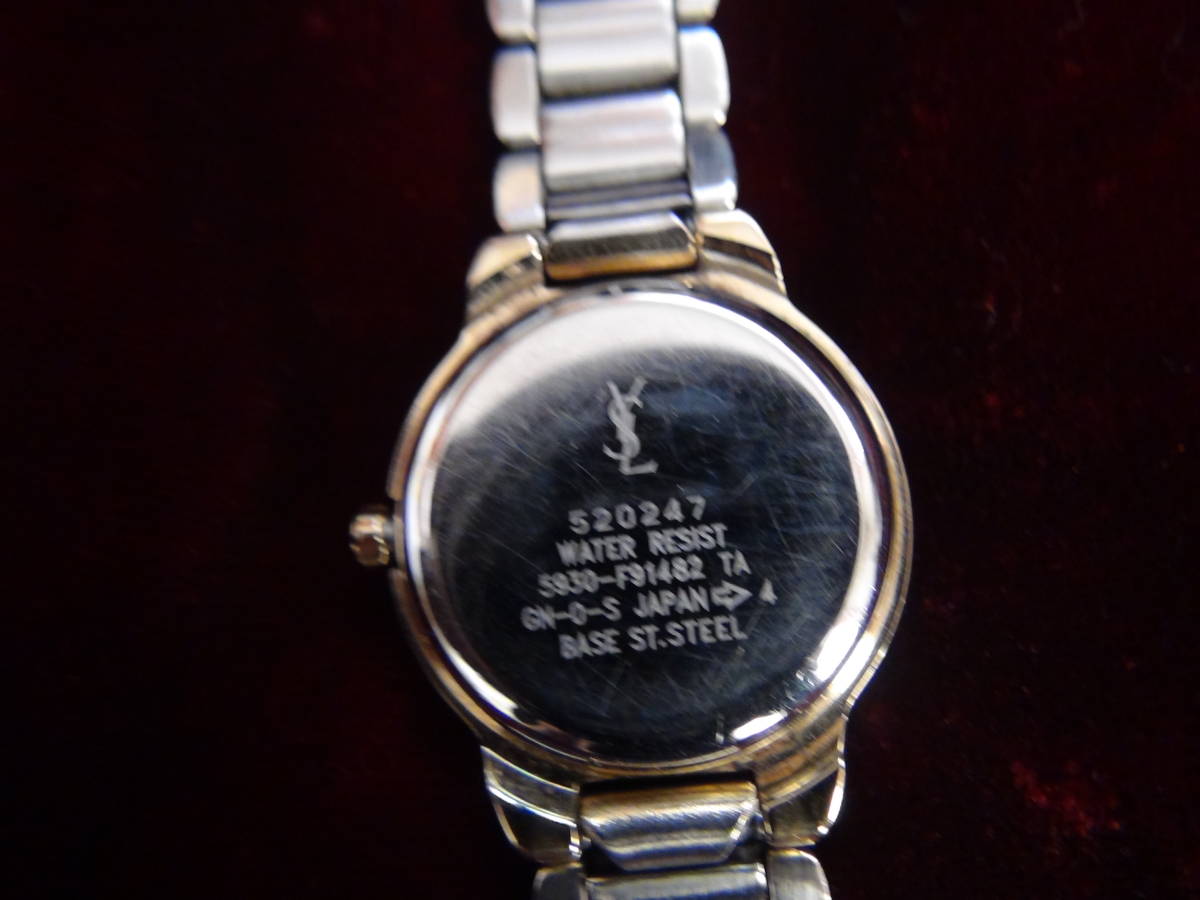 YSL
520247
WATER RESIST
5930-F91482 TA
GN-0-S JAPAN⇨4
BASE ST.STEEL